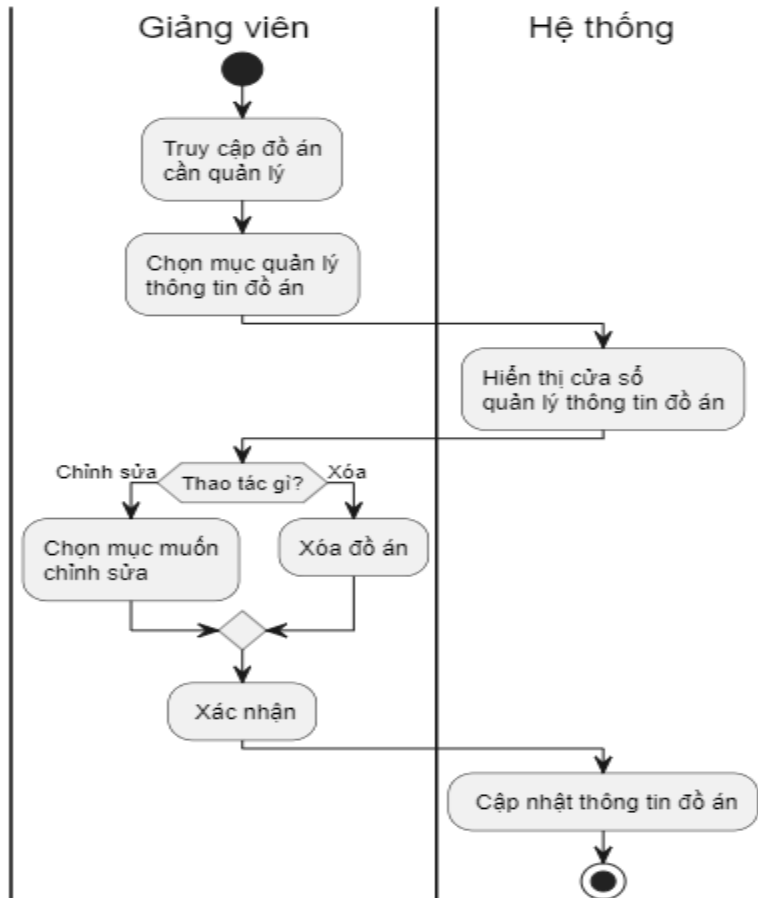 Giảng viên
Hệ thống
Truy cập đồ án
cần quản lý
Chọn mục quản lý
thông tin đồ án
Hiển thị cửa sổ
quản lý thông tin đồ án
Chỉnh sửa
Thao tác gì?
Xóa
Chọn mục muốn
chỉnh sửa
Xóa đồ án
Xác nhận
Cập nhật thông tin đồ án